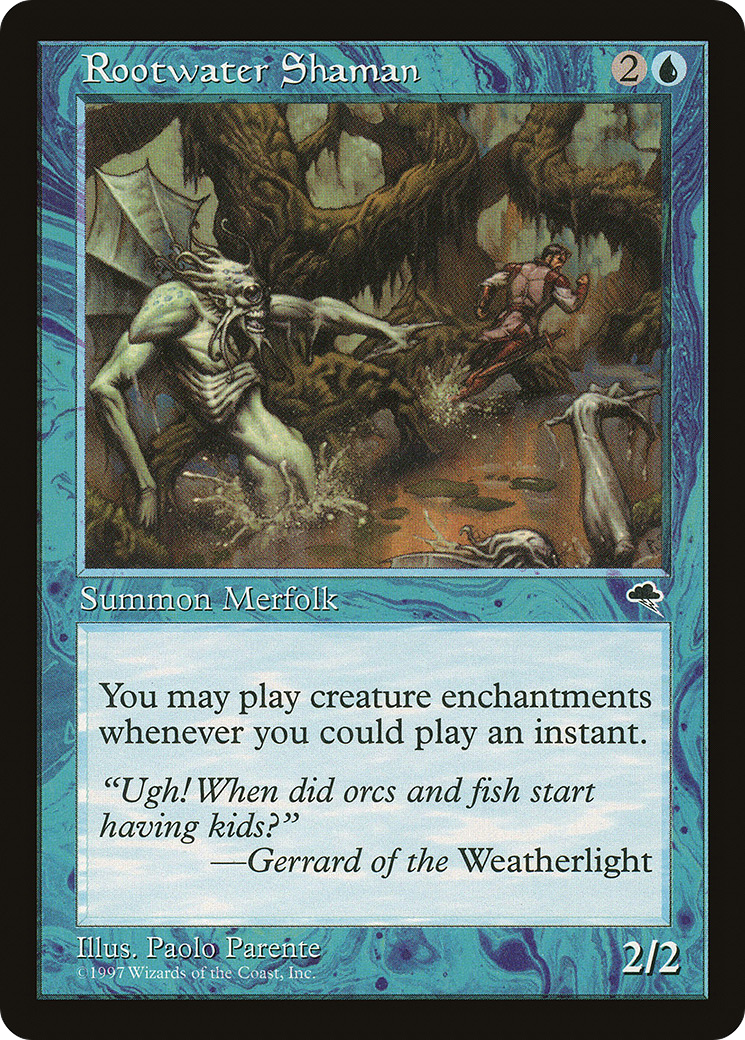 Rootwater Shaman 2
Summon Merfolk
You may play creature enchantments
whenever you could play an instant.
“Ugh! When did orcs and fish start
having kids?”
—Gerrard of the Weatherlight
Illus. Paolo Parente
©1997 Wizards of the Coast, Inc.
2/2